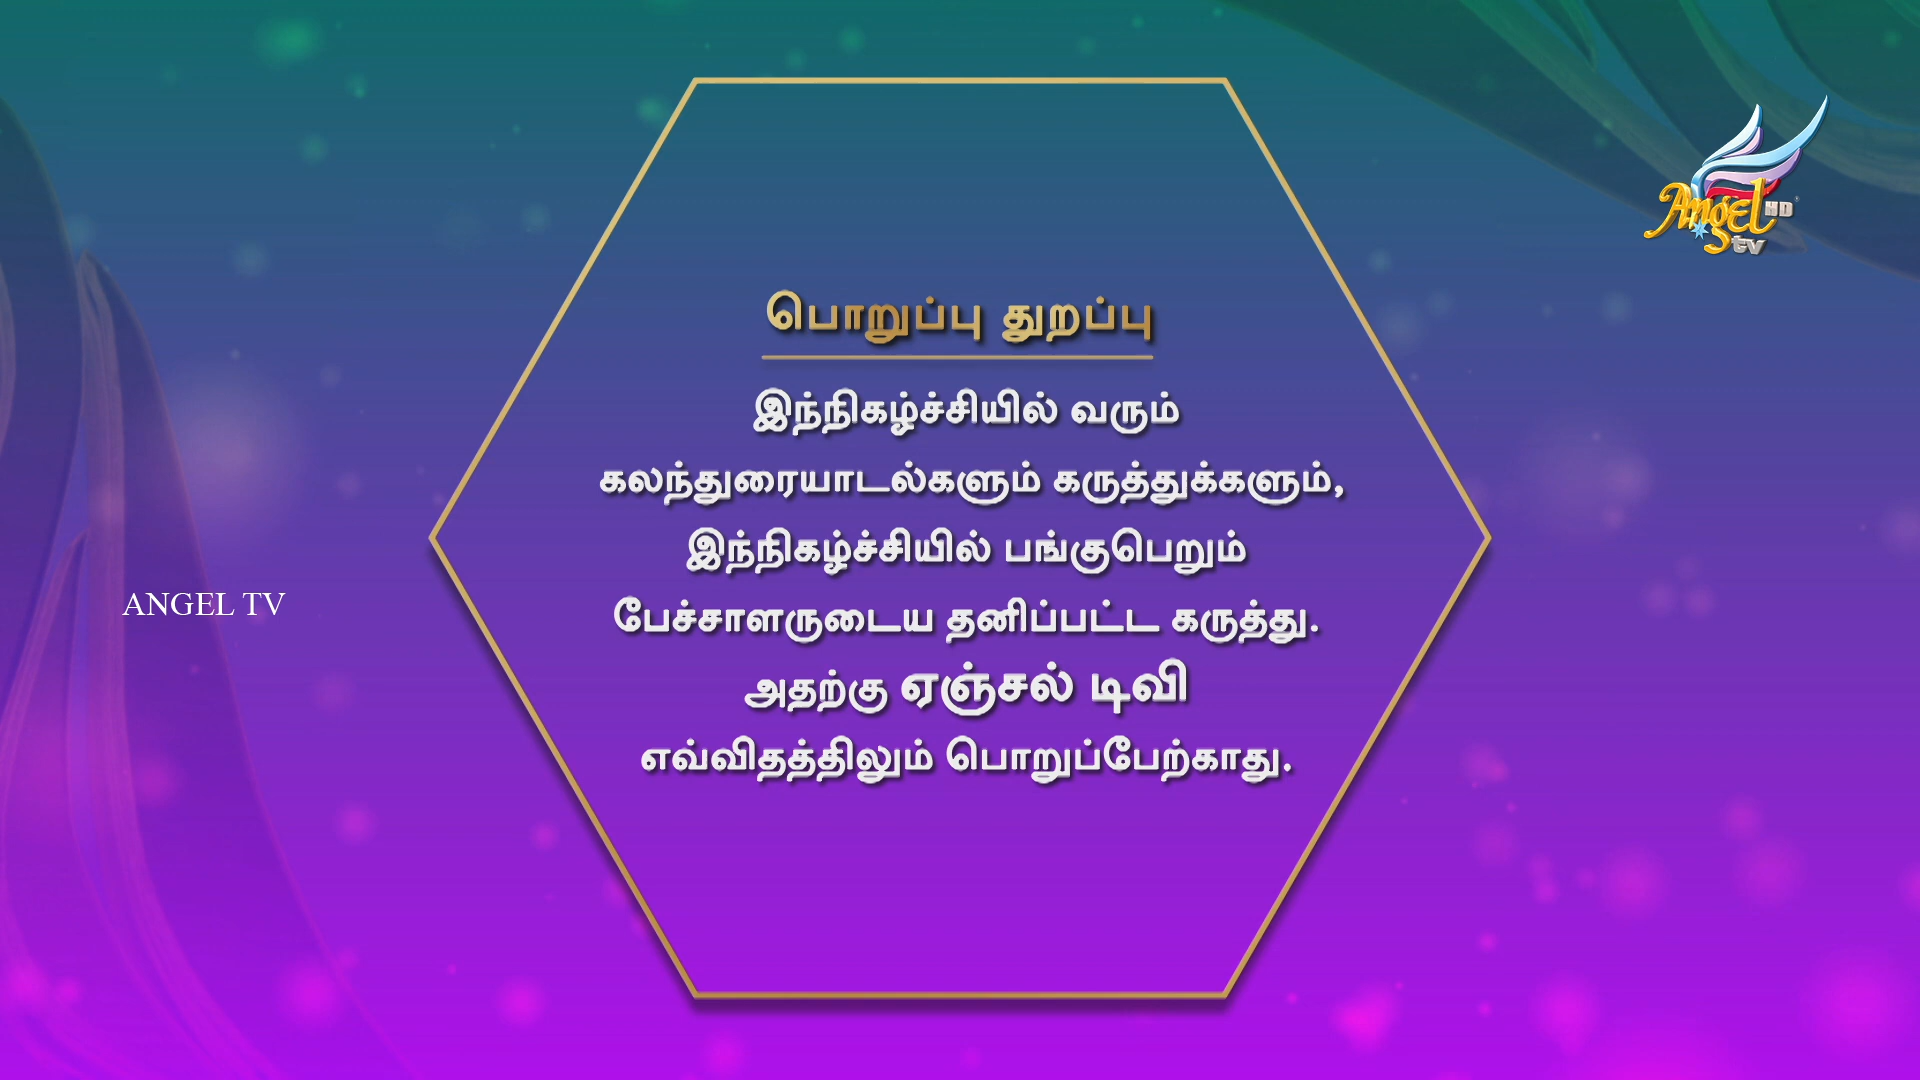 Angel HD
tv
பொறுப்பு துறப்பு
இந்நிகழ்ச்சியில் வரும்
கலந்துரையாடல்களும் கருத்துக்களும்,
இந்நிகழ்ச்சியில் பங்குபெறும்
பேச்சாளருடைய தனிப்பட்ட கருத்து.
அதற்கு ஏஞ்சல் டிவி
எவ்விதத்திலும் பொறுப்பேற்காது.
ANGEL TV